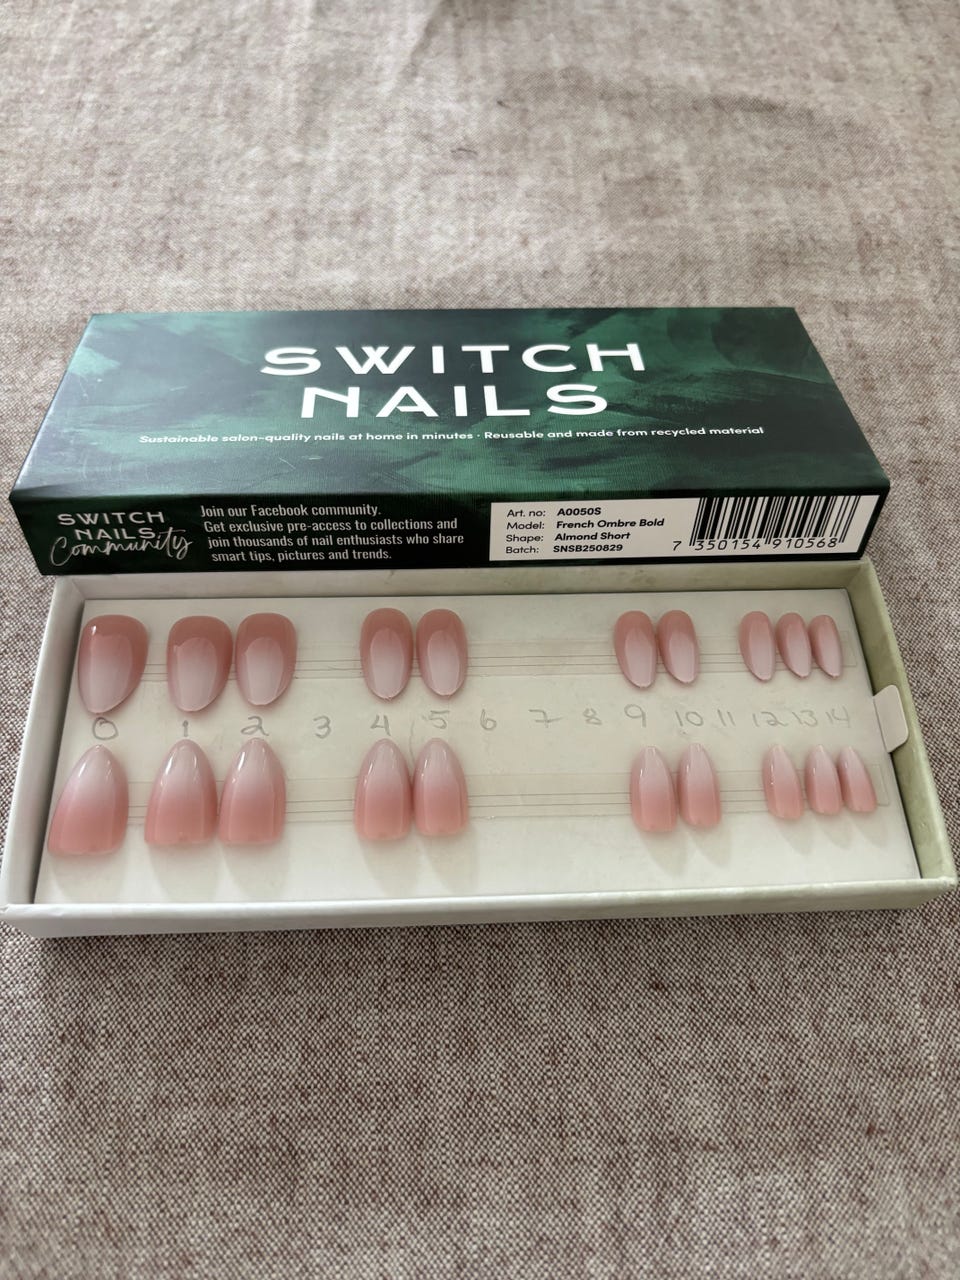 SWITCH
NAILS
Sustainable salon-quality nails at home in minutes · Reusable and made from recycled material
SWITCH
NAILS
Community
Join our Facebook community.
Get exclusive pre-access to collections and
join thousands of nail enthusiasts who share
smart tips, pictures and trends.
Art. no: A0050S
Model: French Ombre Bold
Shape: Almond Short
Batch: SNSB250829
7 350154 910568
0 1 2 3 4 5 6 7 8 9 10 11 12 13 14